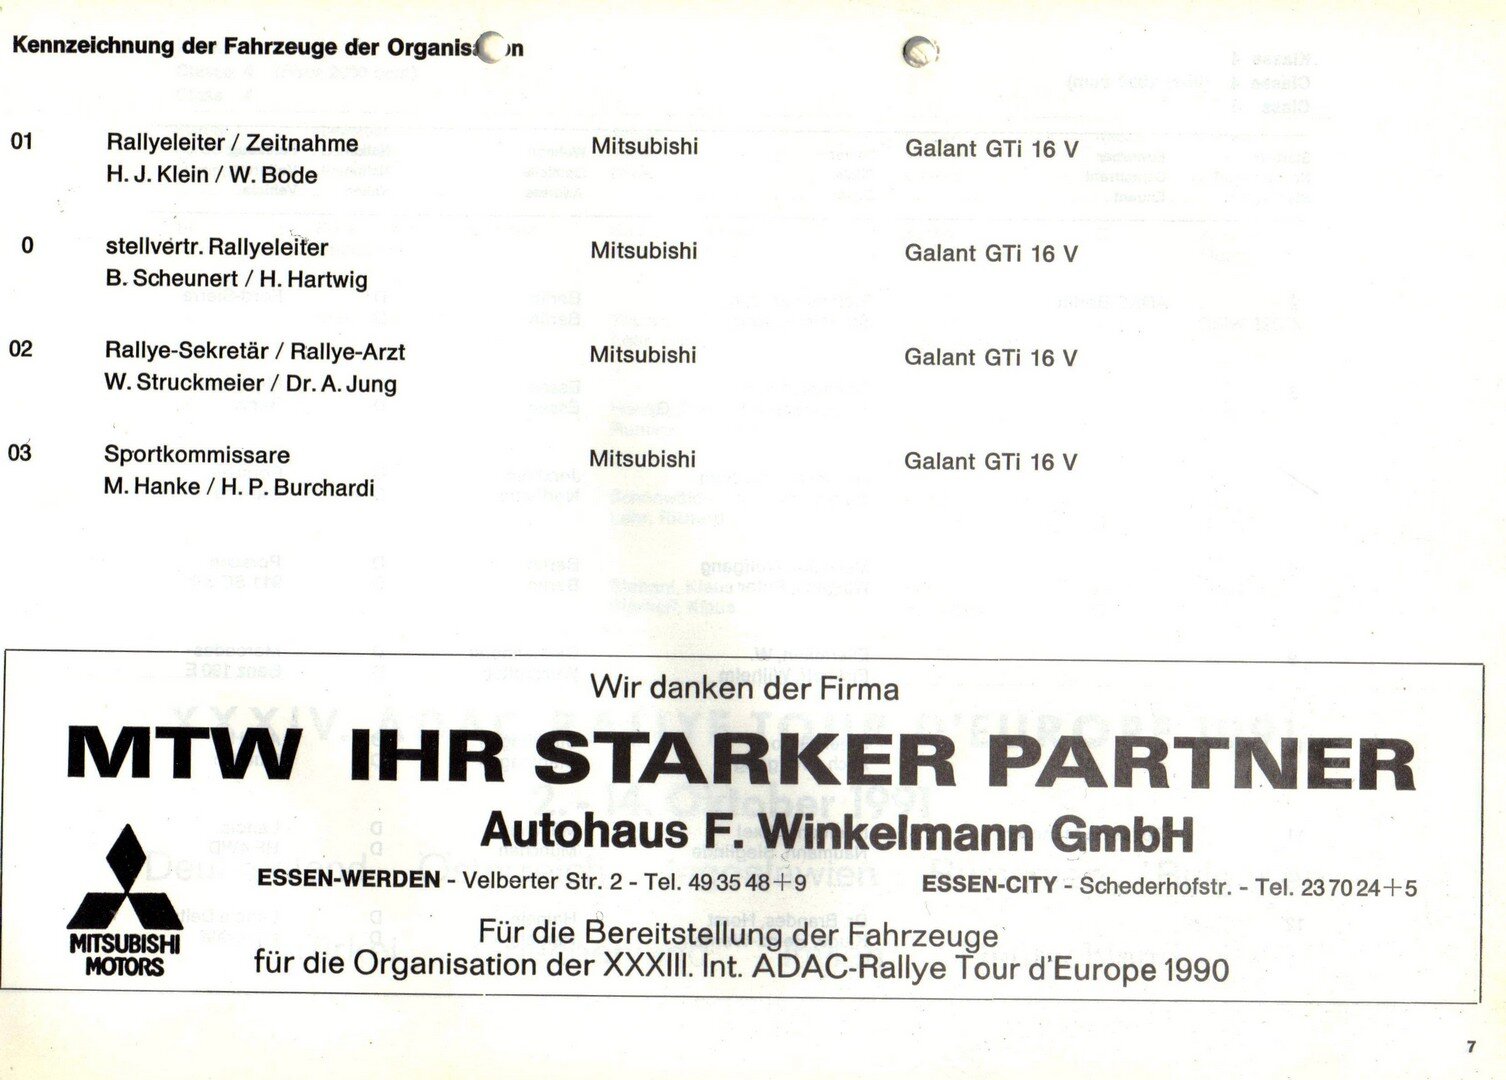 Kennzeichnung der Fahrzeuge der Organisation
01 Rallyeleiter / Zeitnahme Mitsubishi Galant GTi 16 V
H. J. Klein / W. Bode
0 stellvertr. Rallyeleiter Mitsubishi Galant GTi 16 V
B. Scheunert / H. Hartwig
02 Rallye-Sekretär / Rallye-Arzt Mitsubishi Galant GTi 16 V
W. Struckmeier / Dr. A. Jung
03 Sportkommissare Mitsubishi Galant GTi 16 V
M. Hanke / H. P. Burchardi
Wir danken der Firma
MTW IHR STARKER PARTNER
Autohaus F. Winkelmann GmbH
ESSEN-WERDEN - Velberter Str. 2 - Tel. 49 35 48+9 ESSEN-CITY - Schederhofstr. - Tel. 23 70 24+5
MITSUBISHI
MOTORS
Für die Bereitstellung der Fahrzeuge
für die Organisation der XXXIII. Int. ADAC-Rallye Tour d'Europe 1990
7